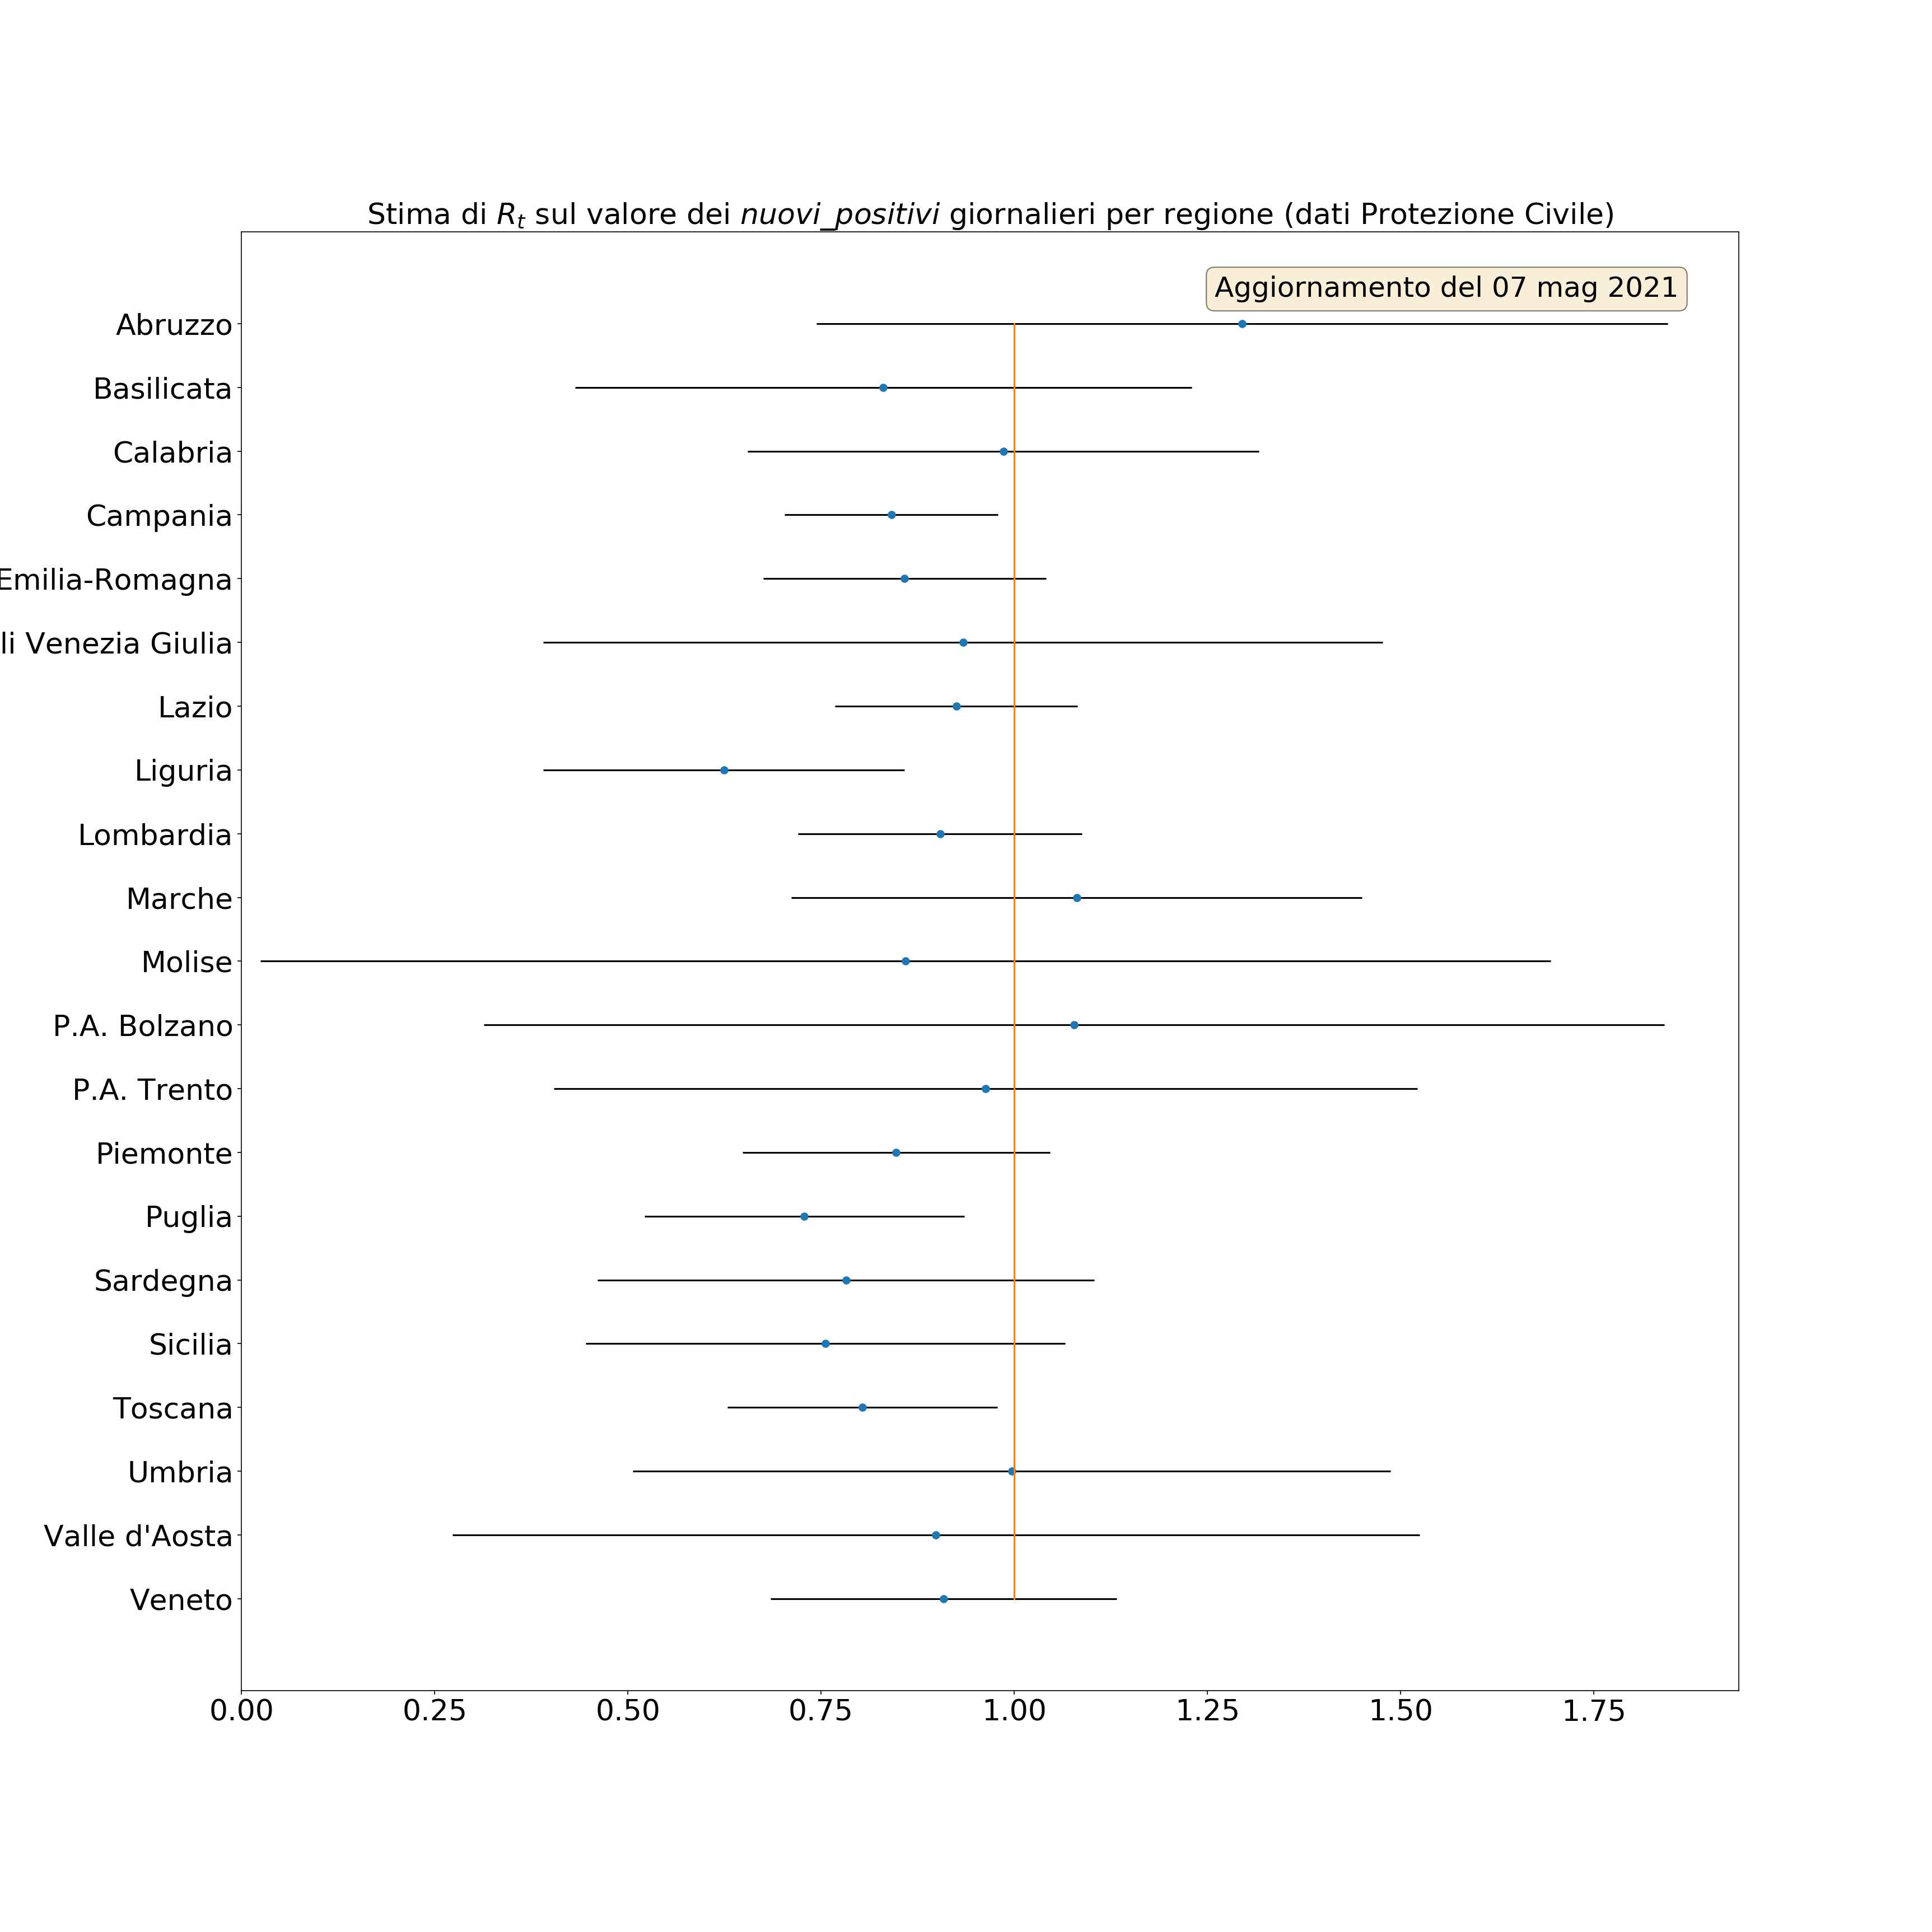 Stima di Rt sul valore dei nuovi_positivi giornalieri per regione (dati Protezione Civile)
Aggiornamento del 07 mag 2021
Abruzzo
Basilicata
Calabria
Campania
Emilia-Romagna
li Venezia Giulia
Lazio
Liguria
Lombardia
Marche
Molise
P.A. Bolzano
P.A. Trento
Piemonte
Puglia
Sardegna
Sicilia
Toscana
Umbria
Valle d'Aosta
Veneto
0.00 0.25 0.50 0.75 1.00 1.25 1.50 1.75